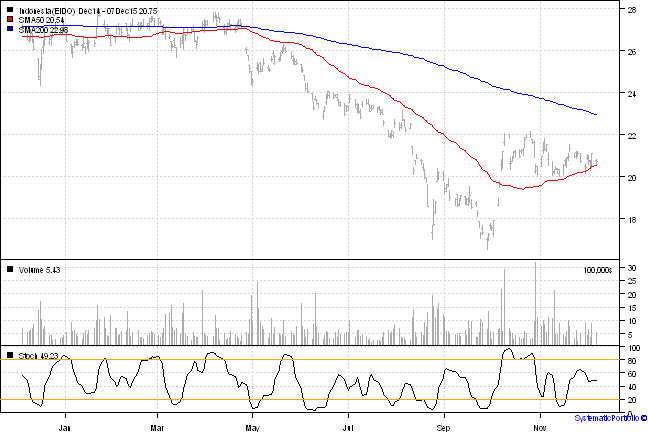 Indonesia(EIDO) Dec14 - 07Dec15 20.75
SMA50 20.54
SMA200 22.98
28
26
24
22
20
18
Volume 5.43
100,000s
30
25
20
15
10
5
Stoch 49.23
100
80
60
40
20
0
Jan Mar May Jul Sep Nov
SystematicPortfolio ©